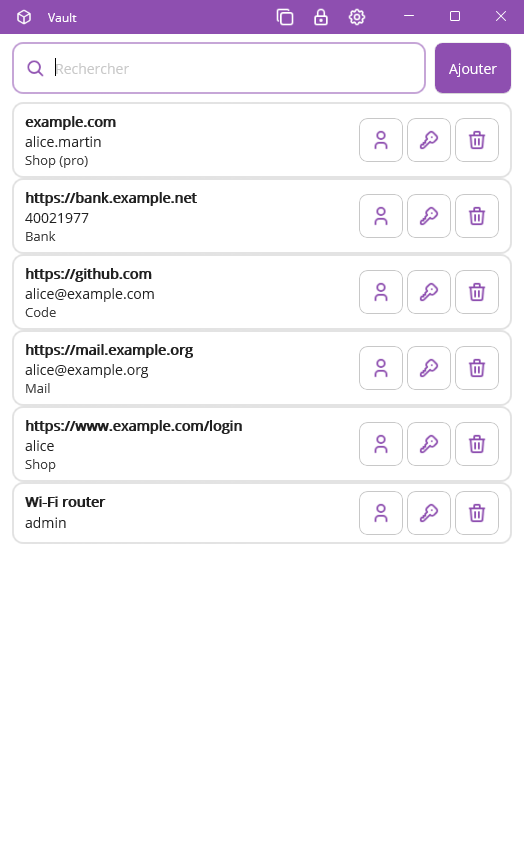 Vault
Rechercher
Ajouter
example.com
alice.martin
Shop (pro)
https://bank.example.net
40021977
Bank
https://github.com
alice@example.com
Code
https://mail.example.org
alice@example.org
Mail
https://www.example.com/login
alice
Shop
Wi-Fi router
admin